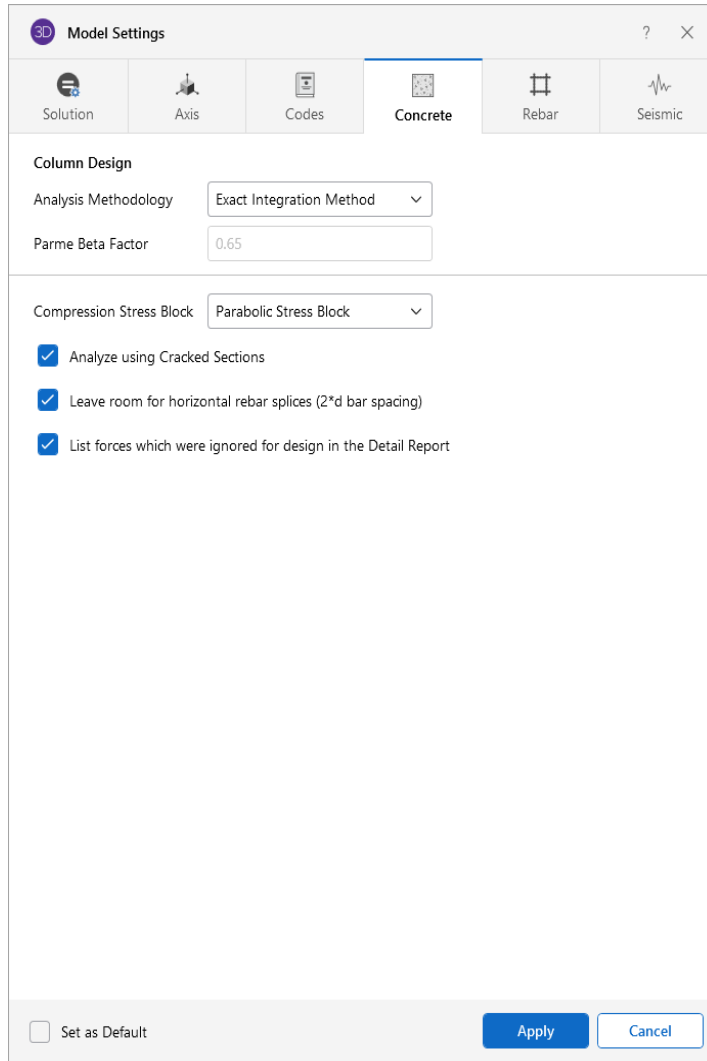 3D Model Settings ?
Solution Axis Codes Concrete Rebar Seismic
Column Design
Analysis Methodology Exact Integration Method
Parme Beta Factor 0.65
Compression Stress Block Parabolic Stress Block
Analyze using Cracked Sections
Leave room for horizontal rebar splices (2*d bar spacing)
List forces which were ignored for design in the Detail Report
Set as Default Apply Cancel